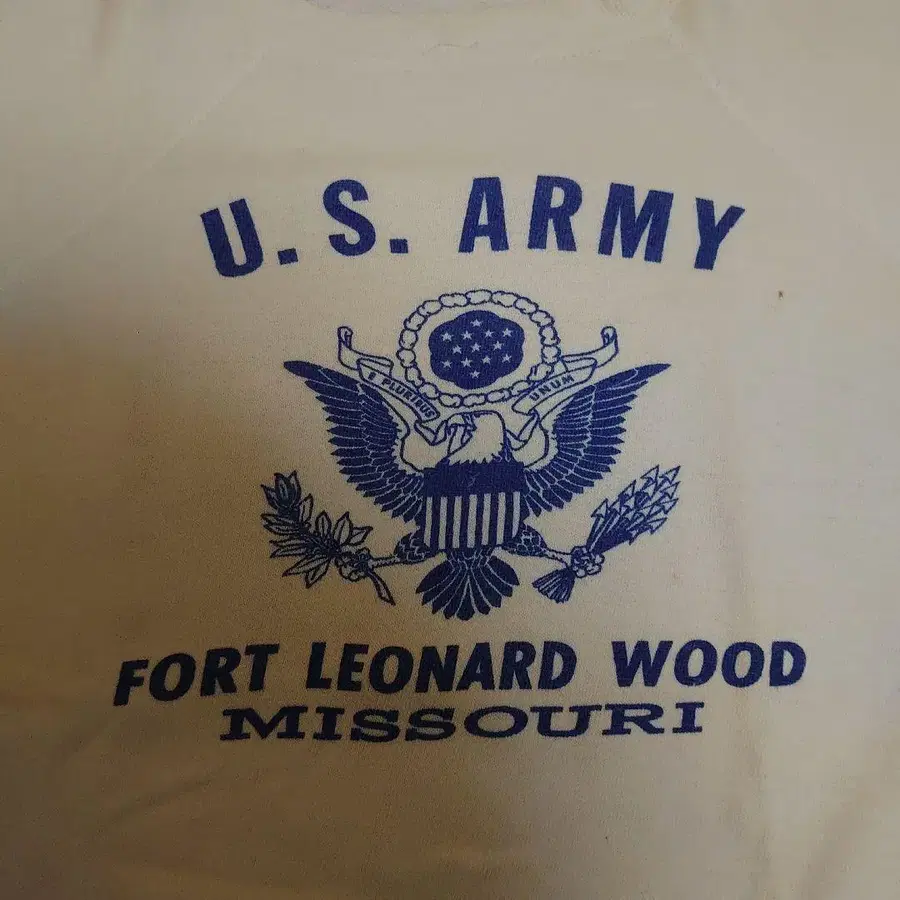 U.S. ARMY
E PLURIBUS UNUM
FORT LEONARD WOOD
MISSOURI